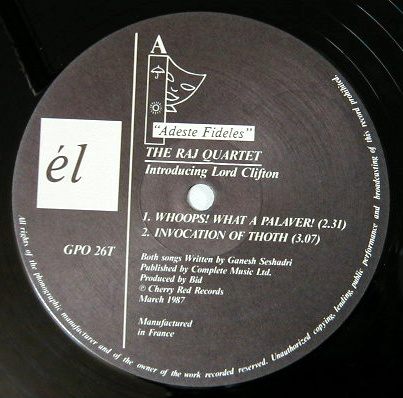 A
"Adeste Fideles"
THE RAJ QUARTET
Introducing Lord Clifton
él
GPO 26T
1. WHOOPS! WHAT A PALAVER! (2.31)
2. INVOCATION OF THOTH (3.07)
Both songs Written by Ganesh Seshadri
Published by Complete Music Ltd.
Produced by Bid
℗ Cherry Red Records
March 1987
Manufactured
in France
All rights of the phonographic manufacturer and of the owner of the work recorded reserved. Unauthorized copying, lending, public performance and broadcasting of this record prohibited.